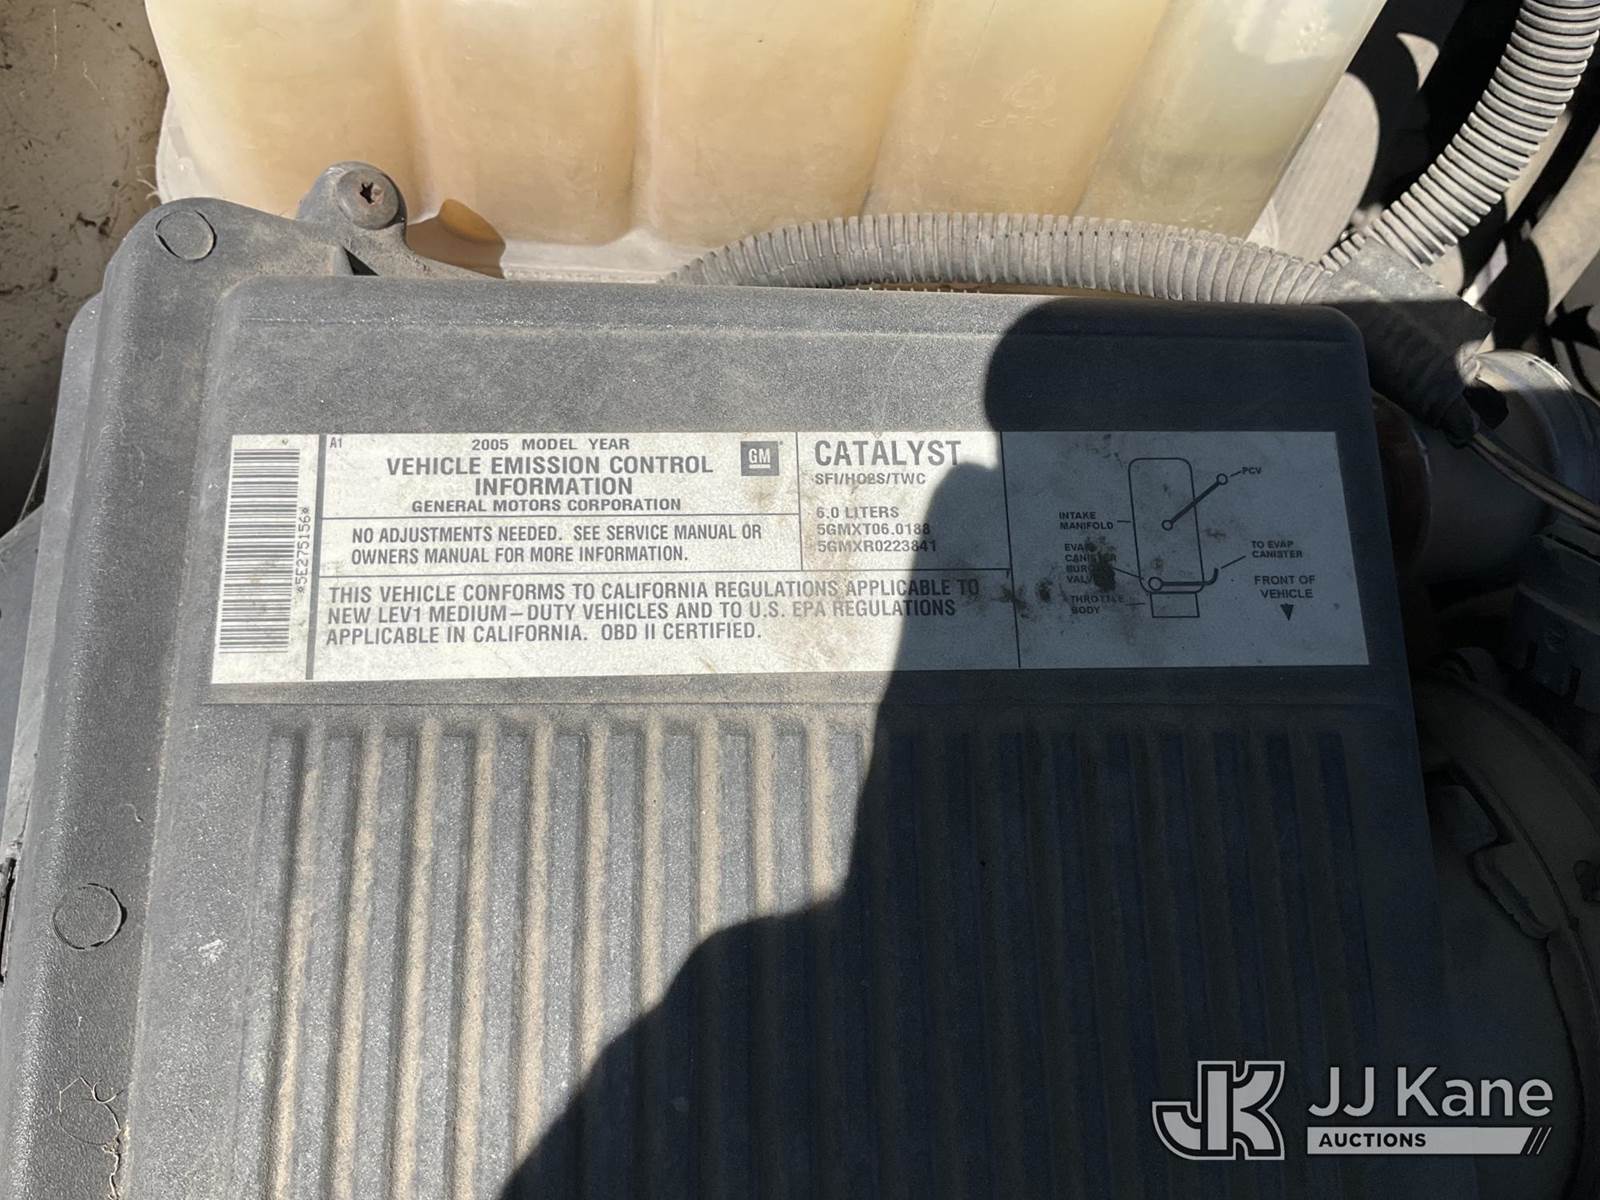 *5E275156*
A1
2005 MODEL YEAR
VEHICLE EMISSION CONTROL
INFORMATION
GENERAL MOTORS CORPORATION
GM
NO ADJUSTMENTS NEEDED. SEE SERVICE MANUAL OR
OWNERS MANUAL FOR MORE INFORMATION.
CATALYST
SFI/HO2S/TWC
6.0 LITERS
5GMXT06.0188
5GMXR0223841
THIS VEHICLE CONFORMS TO CALIFORNIA REGULATIONS APPLICABLE TO
NEW LEV1 MEDIUM-DUTY VEHICLES AND TO U.S. EPA REGULATIONS
APPLICABLE IN CALIFORNIA. OBD II CERTIFIED.
PCV
INTAKE
MANIFOLD
EVAP
CANISTER
VALVE
THROTTLE
BODY
TO EVAP
CANISTER
FRONT OF
VEHICLE
JK
JJ Kane
AUCTIONS